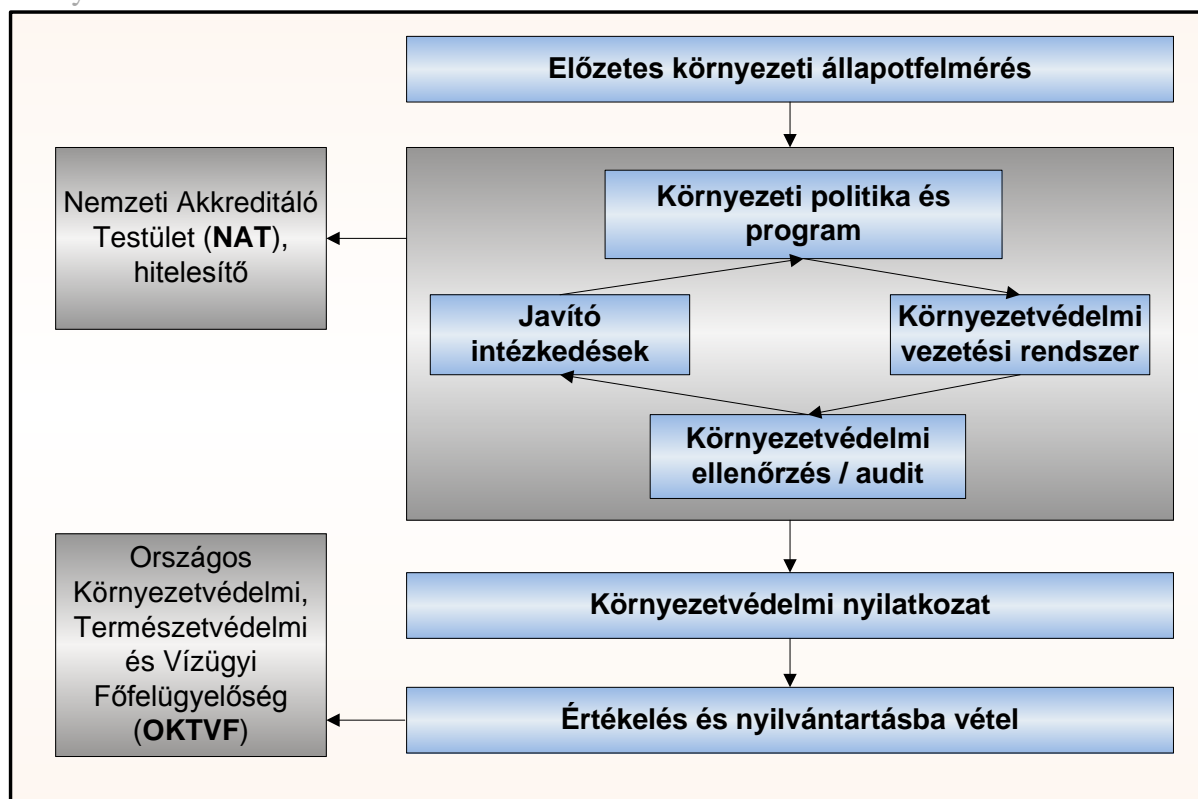 Előzetes környezeti állapotfelmérés
Nemzeti Akkreditáló
Testület (NAT),
hitelesítő
Környezeti politika és
program
Javító
intézkedések
Környezetvédelmi
vezetési rendszer
Környezetvédelmi
ellenőrzés / audit
Országos
Környezetvédelmi,
Természetvédelmi
és Vízügyi
Főfelügyelőség
(OKTVF)
Környezetvédelmi nyilatkozat
Értékelés és nyilvántartásba vétel